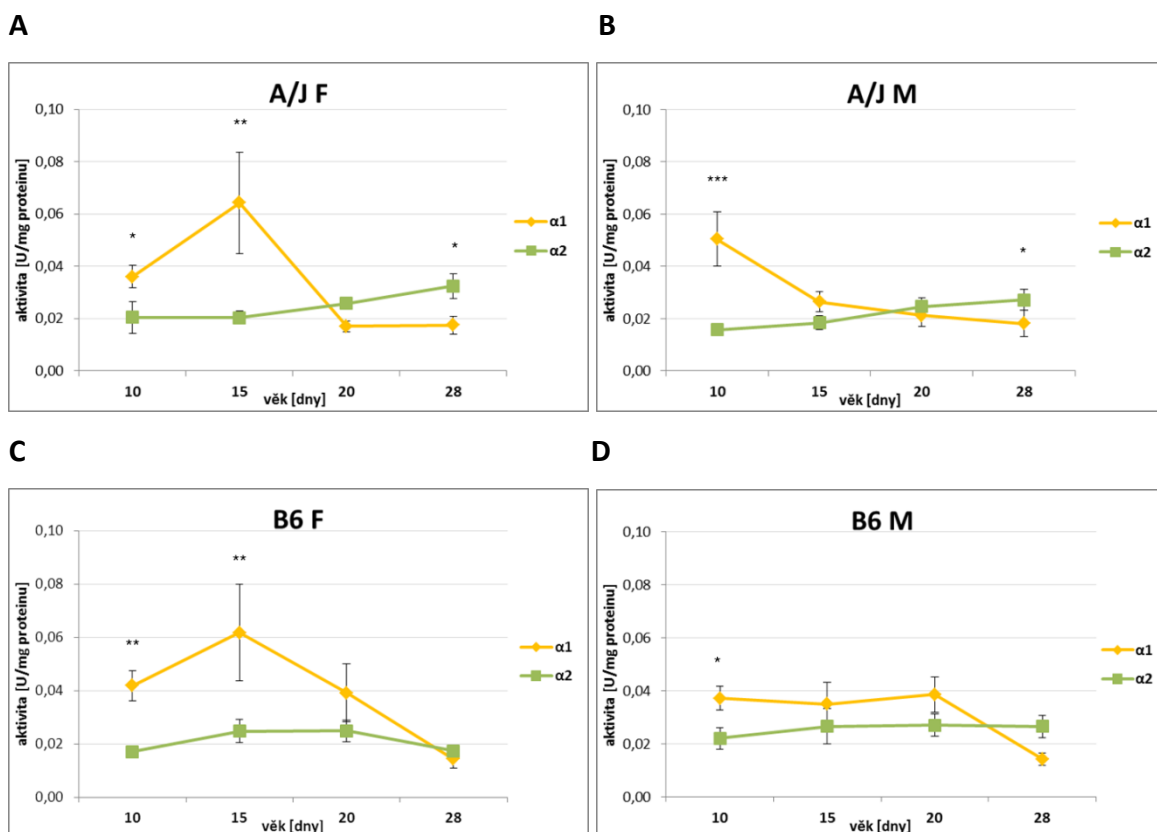 A
A/J F
aktivita [U/mg proteinu]
0,10
0,08
0,06
0,04
0,02
0,00
*
**
*
10
15
20
28
věk [dny]
α1
α2
B
A/J M
aktivita [U/mg proteinu]
0,10
0,08
0,06
0,04
0,02
0,00
***
*
10
15
20
28
věk [dny]
α1
α2
C
B6 F
aktivita [U/mg proteinu]
0,10
0,08
0,06
0,04
0,02
0,00
**
**
10
15
20
28
věk [dny]
α1
α2
D
B6 M
aktivita [U/mg proteinu]
0,10
0,08
0,06
0,04
0,02
0,00
*
10
15
20
28
věk [dny]
α1
α2